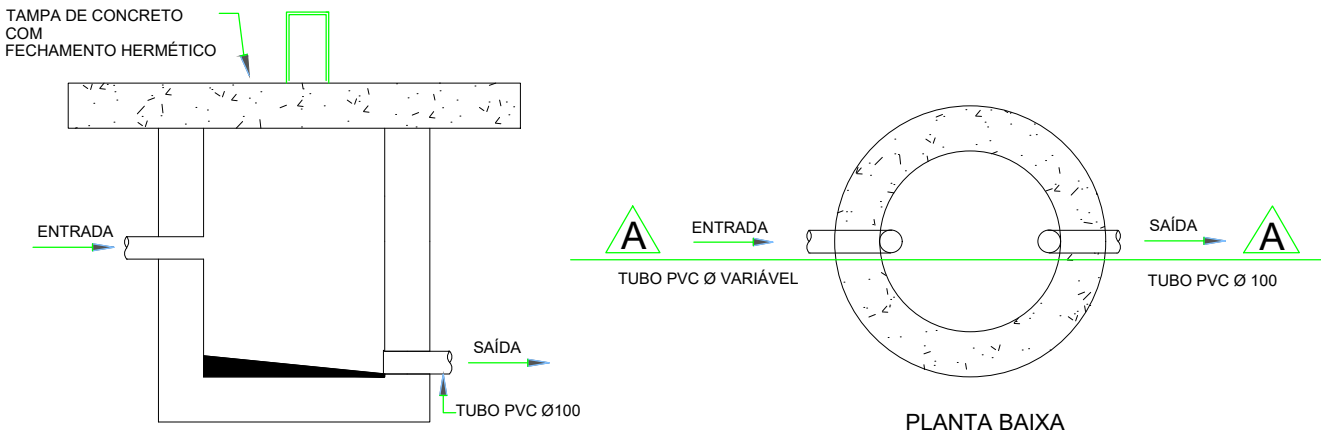 TAMPA DE CONCRETO
COM
FECHAMENTO HERMÉTICO
ENTRADA
SAÍDA
TUBO PVC Ø100
A
ENTRADA
TUBO PVC Ø VARIÁVEL
SAÍDA
A
TUBO PVC Ø 100
PLANTA BAIXA